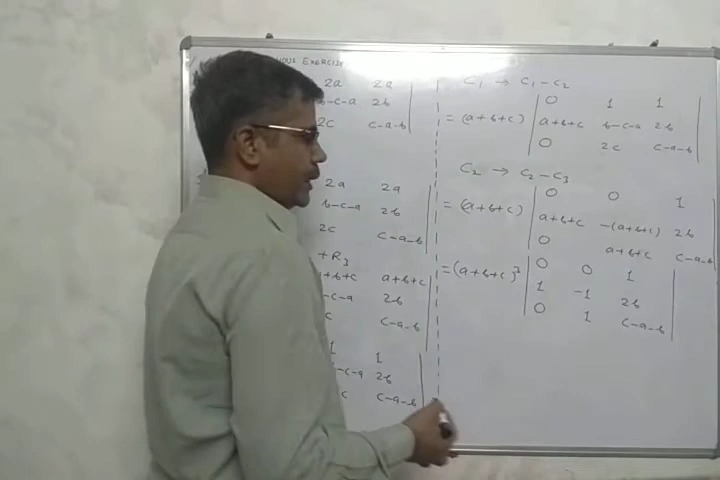 EXERCISE
2a 2a
b-c-a 2b
2c c-a-b
2a 2a
b-c-a 2b
2c c-a-b
+R3
+b+c a+b+c
-c-a 2b
c c-a-b
1 1
b-c-a 2b
c c-a-b
C1 → C1-C2
0 1 1
= (a+b+c) a+b+c b-c-a 2b
0 2c c-a-b
C2 → C2-C3
0 0 1
= (a+b+c) a+b+c -(a+b+c) 2b
0 a+b+c c-a-b
= (a+b+c)³ 0 0 1
1 -1 2b
0 1 c-a-b